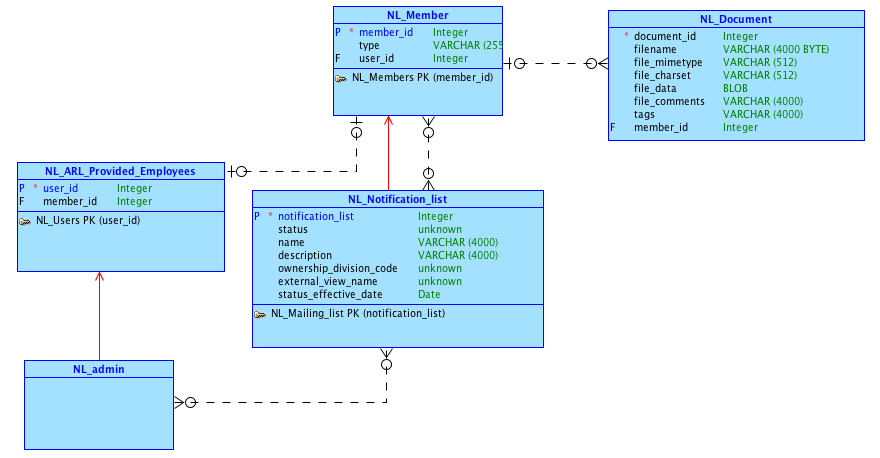 NL_Member
P * member_id Integer
type VARCHAR (255
F user_id Integer
NL_Members PK (member_id)
NL_Document
* document_id Integer
filename VARCHAR (4000 BYTE)
file_mimetype VARCHAR (512)
file_charset VARCHAR (512)
file_data BLOB
file_comments VARCHAR (4000)
tags VARCHAR (4000)
F member_id Integer
NL_ARL_Provided_Employees
P * user_id Integer
F member_id Integer
NL_Users PK (user_id)
NL_Notification_list
P * notification_list Integer
status unknown
name VARCHAR (4000)
description VARCHAR (4000)
ownership_division_code unknown
external_view_name unknown
status_effective_date Date
NL_Mailing_list PK (notification_list)
NL_admin